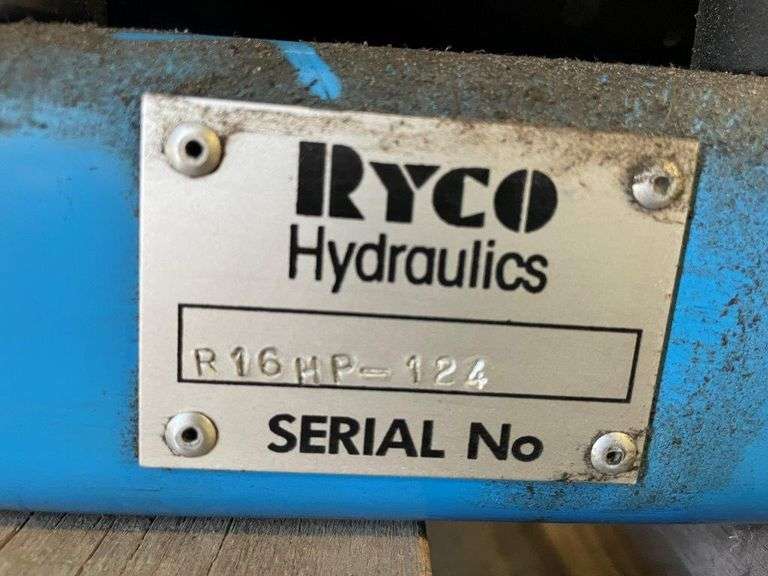 RYCO
Hydraulics
R16HP-124
SERIAL No